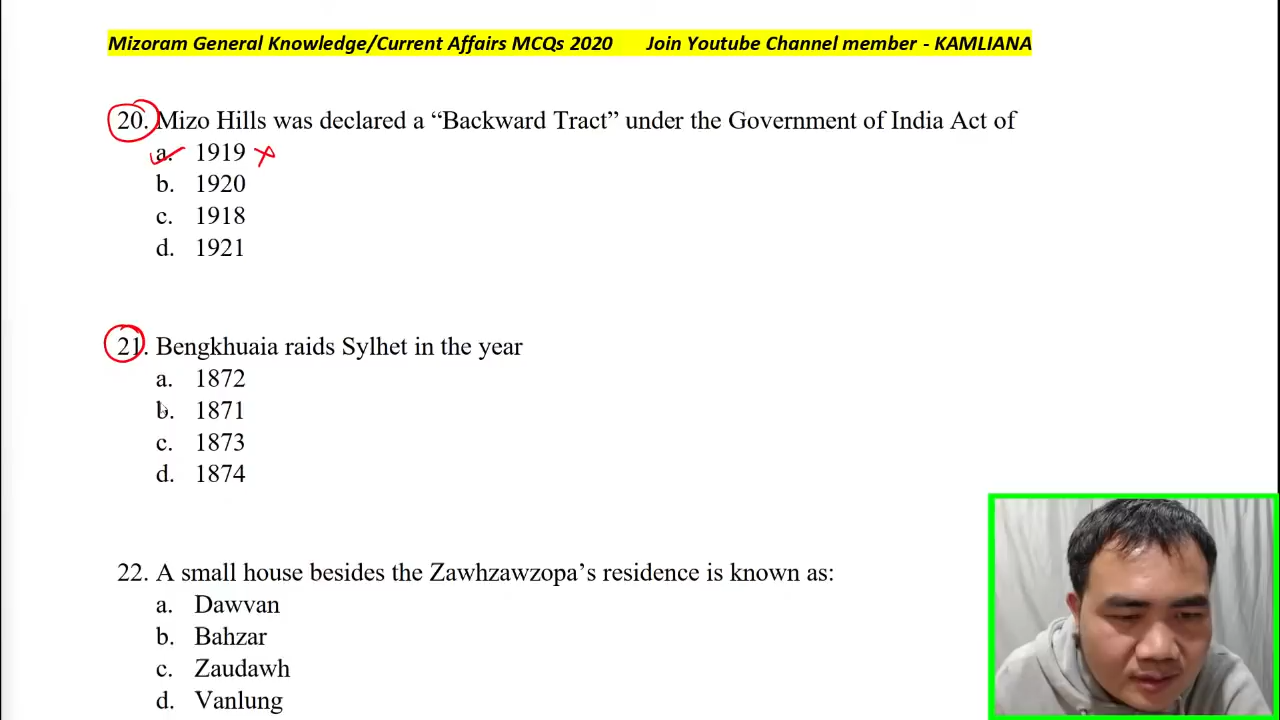 Mizoram General Knowledge/Current Affairs MCQs 2020 Join Youtube Channel member - KAMLIANA
20. Mizo Hills was declared a “Backward Tract” under the Government of India Act of
a. 1919
b. 1920
c. 1918
d. 1921
21. Bengkhuaia raids Sylhet in the year
a. 1872
b. 1871
c. 1873
d. 1874
22. A small house besides the Zawhzawzopa’s residence is known as:
a. Dawvan
b. Bahzar
c. Zaudawh
d. Vanlung